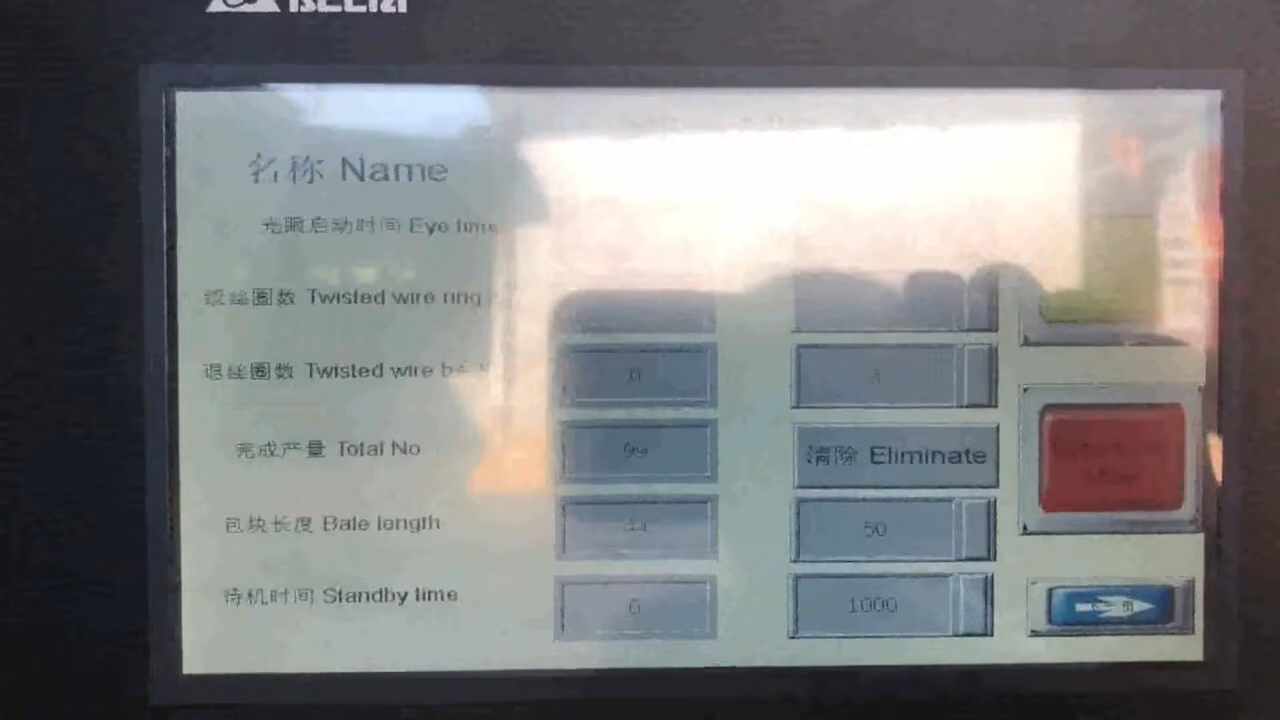 名称 Name
光眼启动时间 Eye time
绞丝圈数 Twisted wire ring
退丝圈数 Twisted wire
0
完成产量 Total No
99
清除 Eliminate
包块长度 Bale length
50
待机时间 Standby time
0
1000